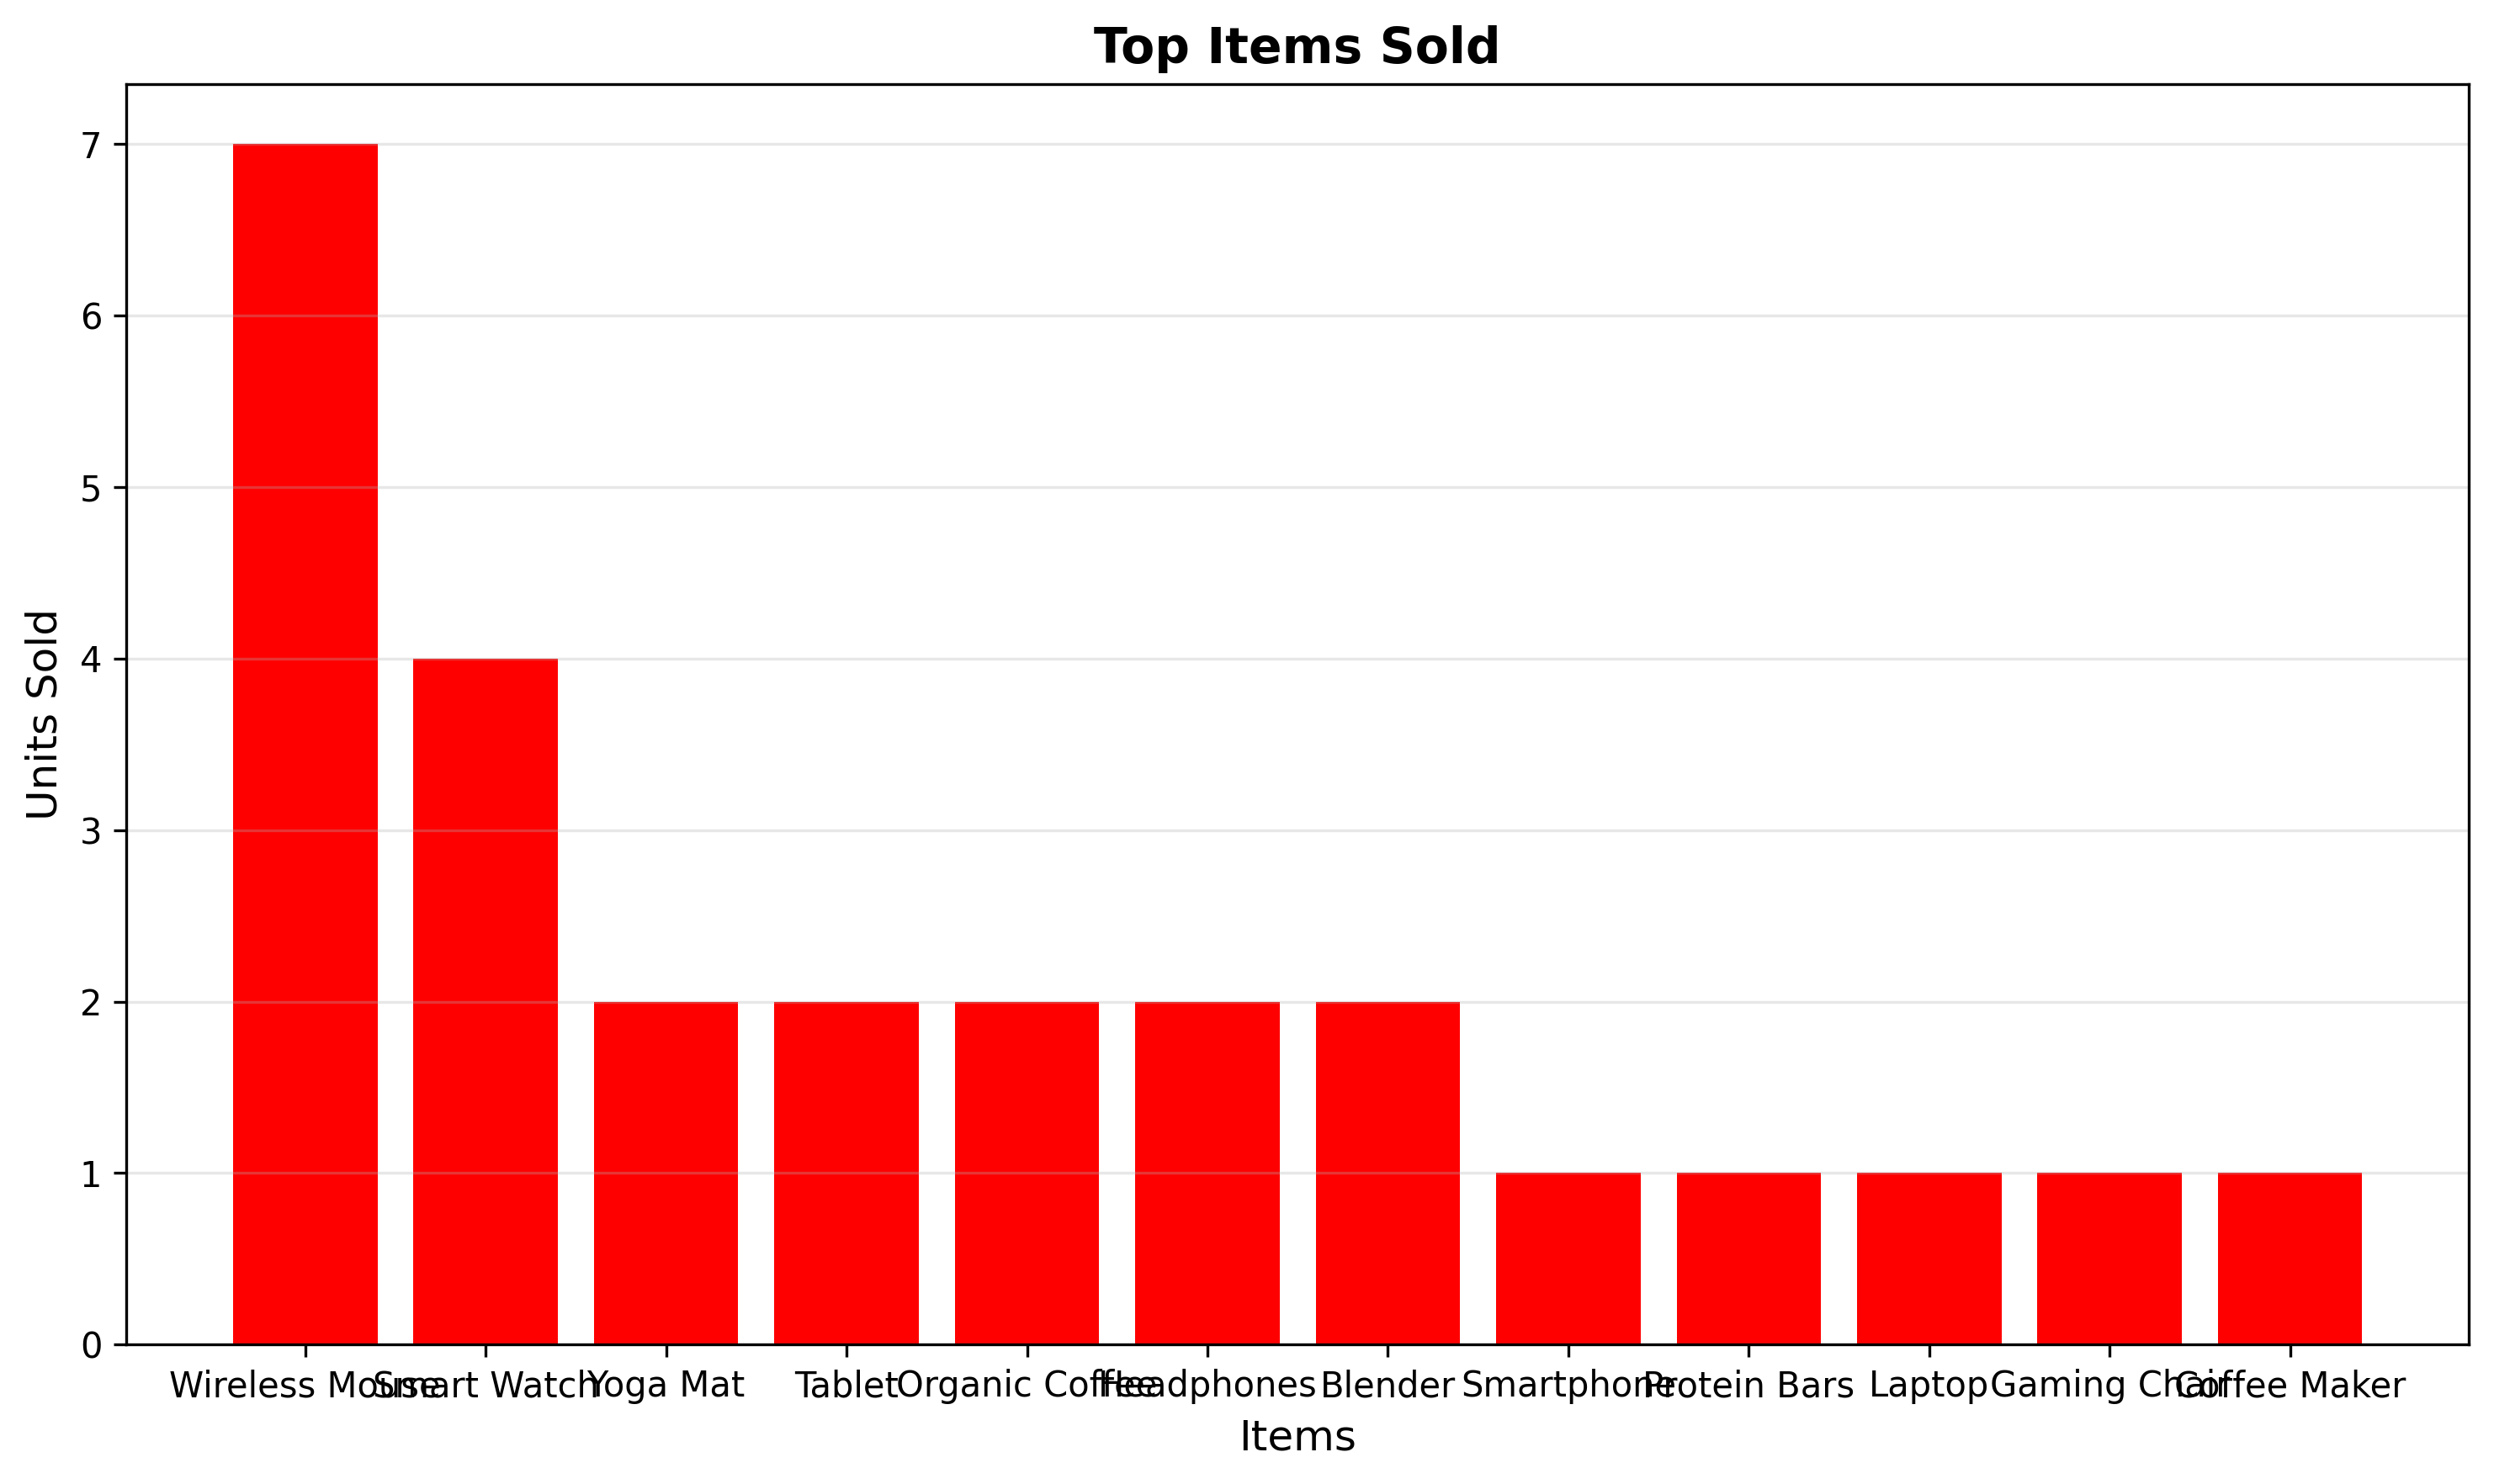 Top Items Sold
Units Sold
7
6
5
4
3
2
1
0
Wireless Mouse Smart Watch Yoga Mat Tablet Organic Coffee Headphones Blender Smartphone Protein Bars Laptop Gaming Chair Coffee Maker
Items